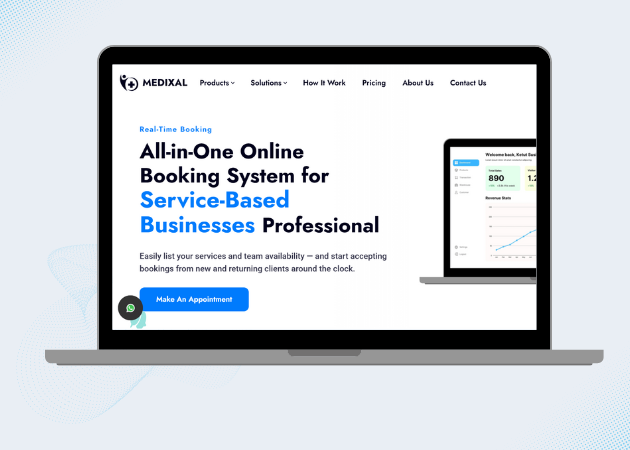 MEDIXAL Products Solutions How It Work Pricing About Us Contact Us
Real-Time Booking
All-in-One Online
Booking System for
Service-Based
Businesses Professional
Easily list your services and team availability — and start accepting
bookings from new and returning clients around the clock.
Make An Appointment
Welcome back, Ketul
890
1.2
Revenue Stats